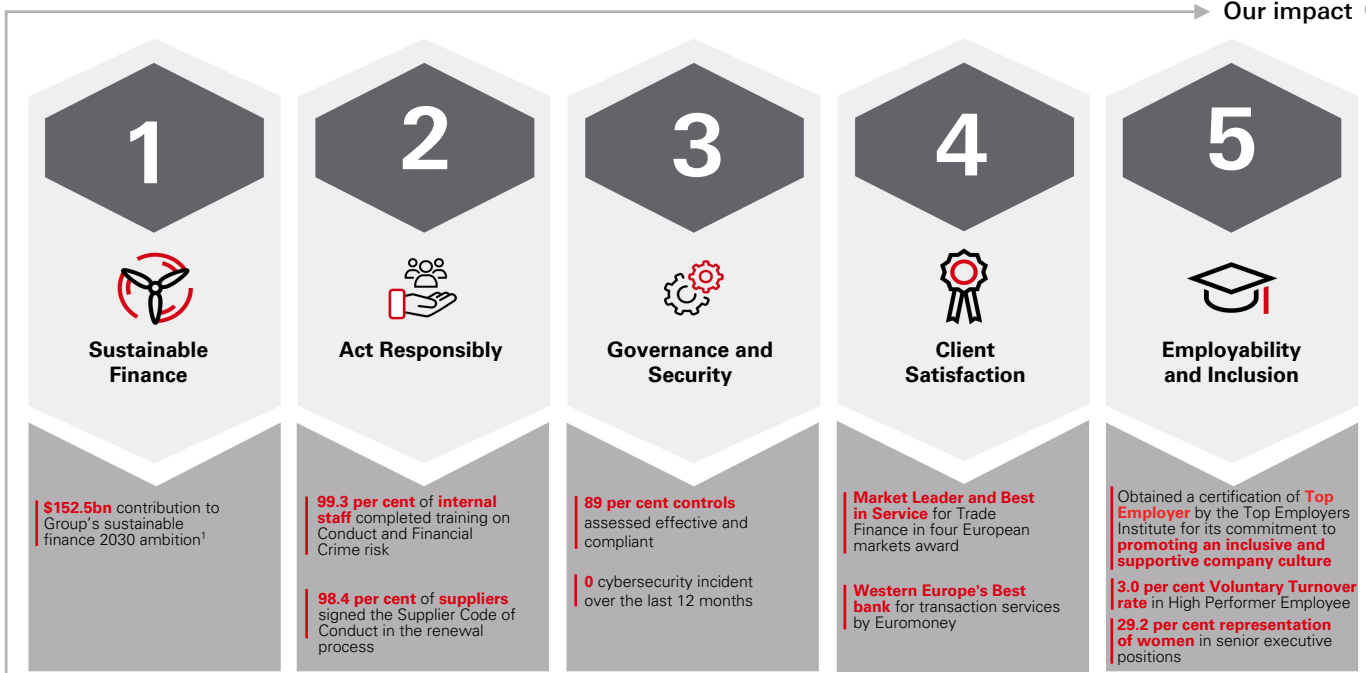 Our impact
1
2
3
4
5
Sustainable
Finance
Act Responsibly
Governance and
Security
Client
Satisfaction
Employability
and Inclusion
$152.5bn contribution to
Group's sustainable
finance 2030 ambition¹
99.3 per cent of internal
staff completed training on
Conduct and Financial
Crime risk
98.4 per cent of suppliers
signed the Supplier Code of
Conduct in the renewal
process
89 per cent controls
assessed effective and
compliant
0 cybersecurity incident
over the last 12 months
Market Leader and Best
in Service for Trade
Finance in four European
markets award
Western Europe's Best
bank for transaction services
by Euromoney
Obtained a certification of Top
Employer by the Top Employers
Institute for its commitment to
promoting an inclusive and
supportive company culture
3.0 per cent Voluntary Turnover
rate in High Performer Employee
29.2 per cent representation
of women in senior executive
positions